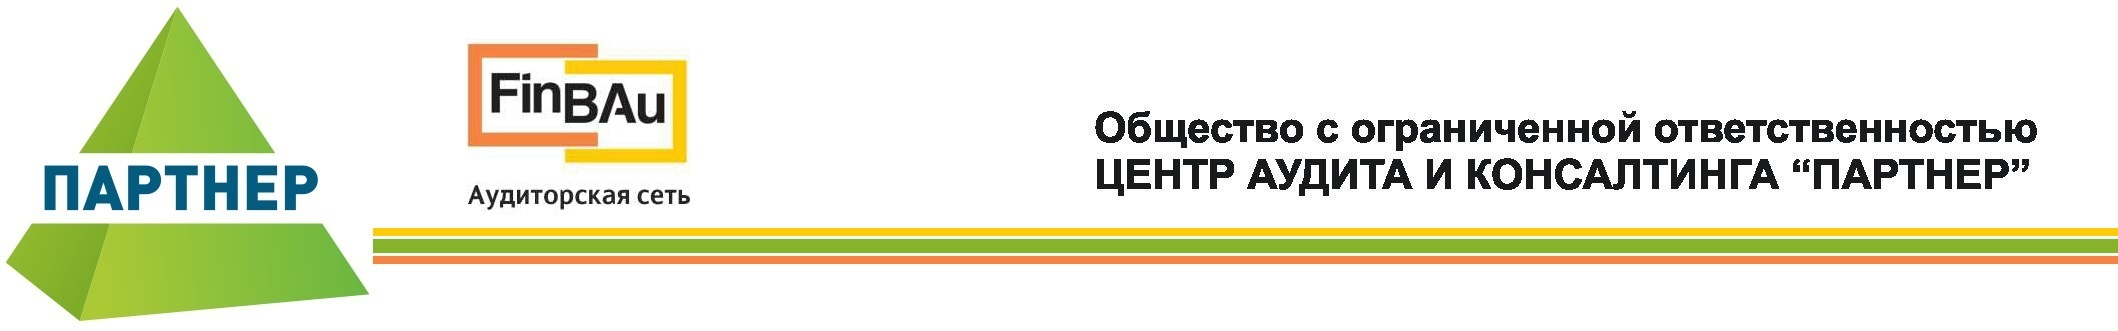 ПАРТНЕР
FinBAu
Аудиторская сеть
Общество с ограниченной ответственностью
ЦЕНТР АУДИТА И КОНСАЛТИНГА “ПАРТНЕР”